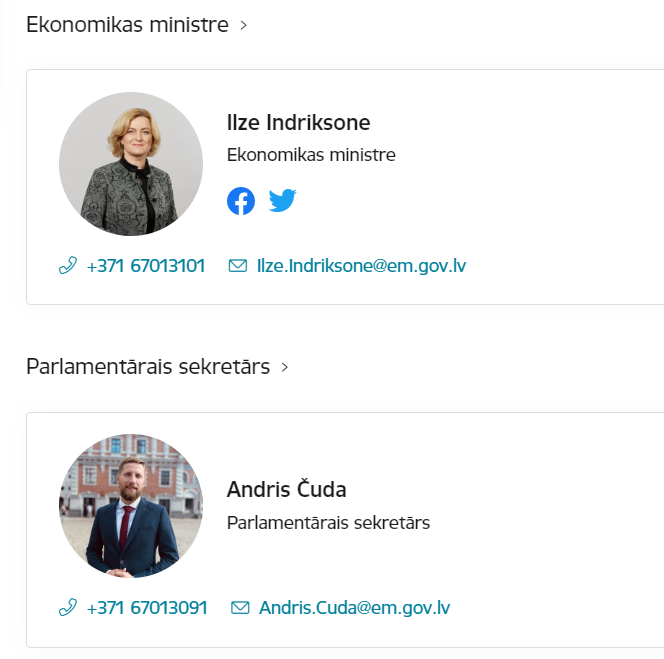 Ekonomikas ministre
Ilze Indriksone
Ekonomikas ministre
+371 67013101 Ilze.Indriksone@em.gov.lv
Parlamentārais sekretārs
Andris Čuda
Parlamentārais sekretārs
+371 67013091 Andris.Cuda@em.gov.lv